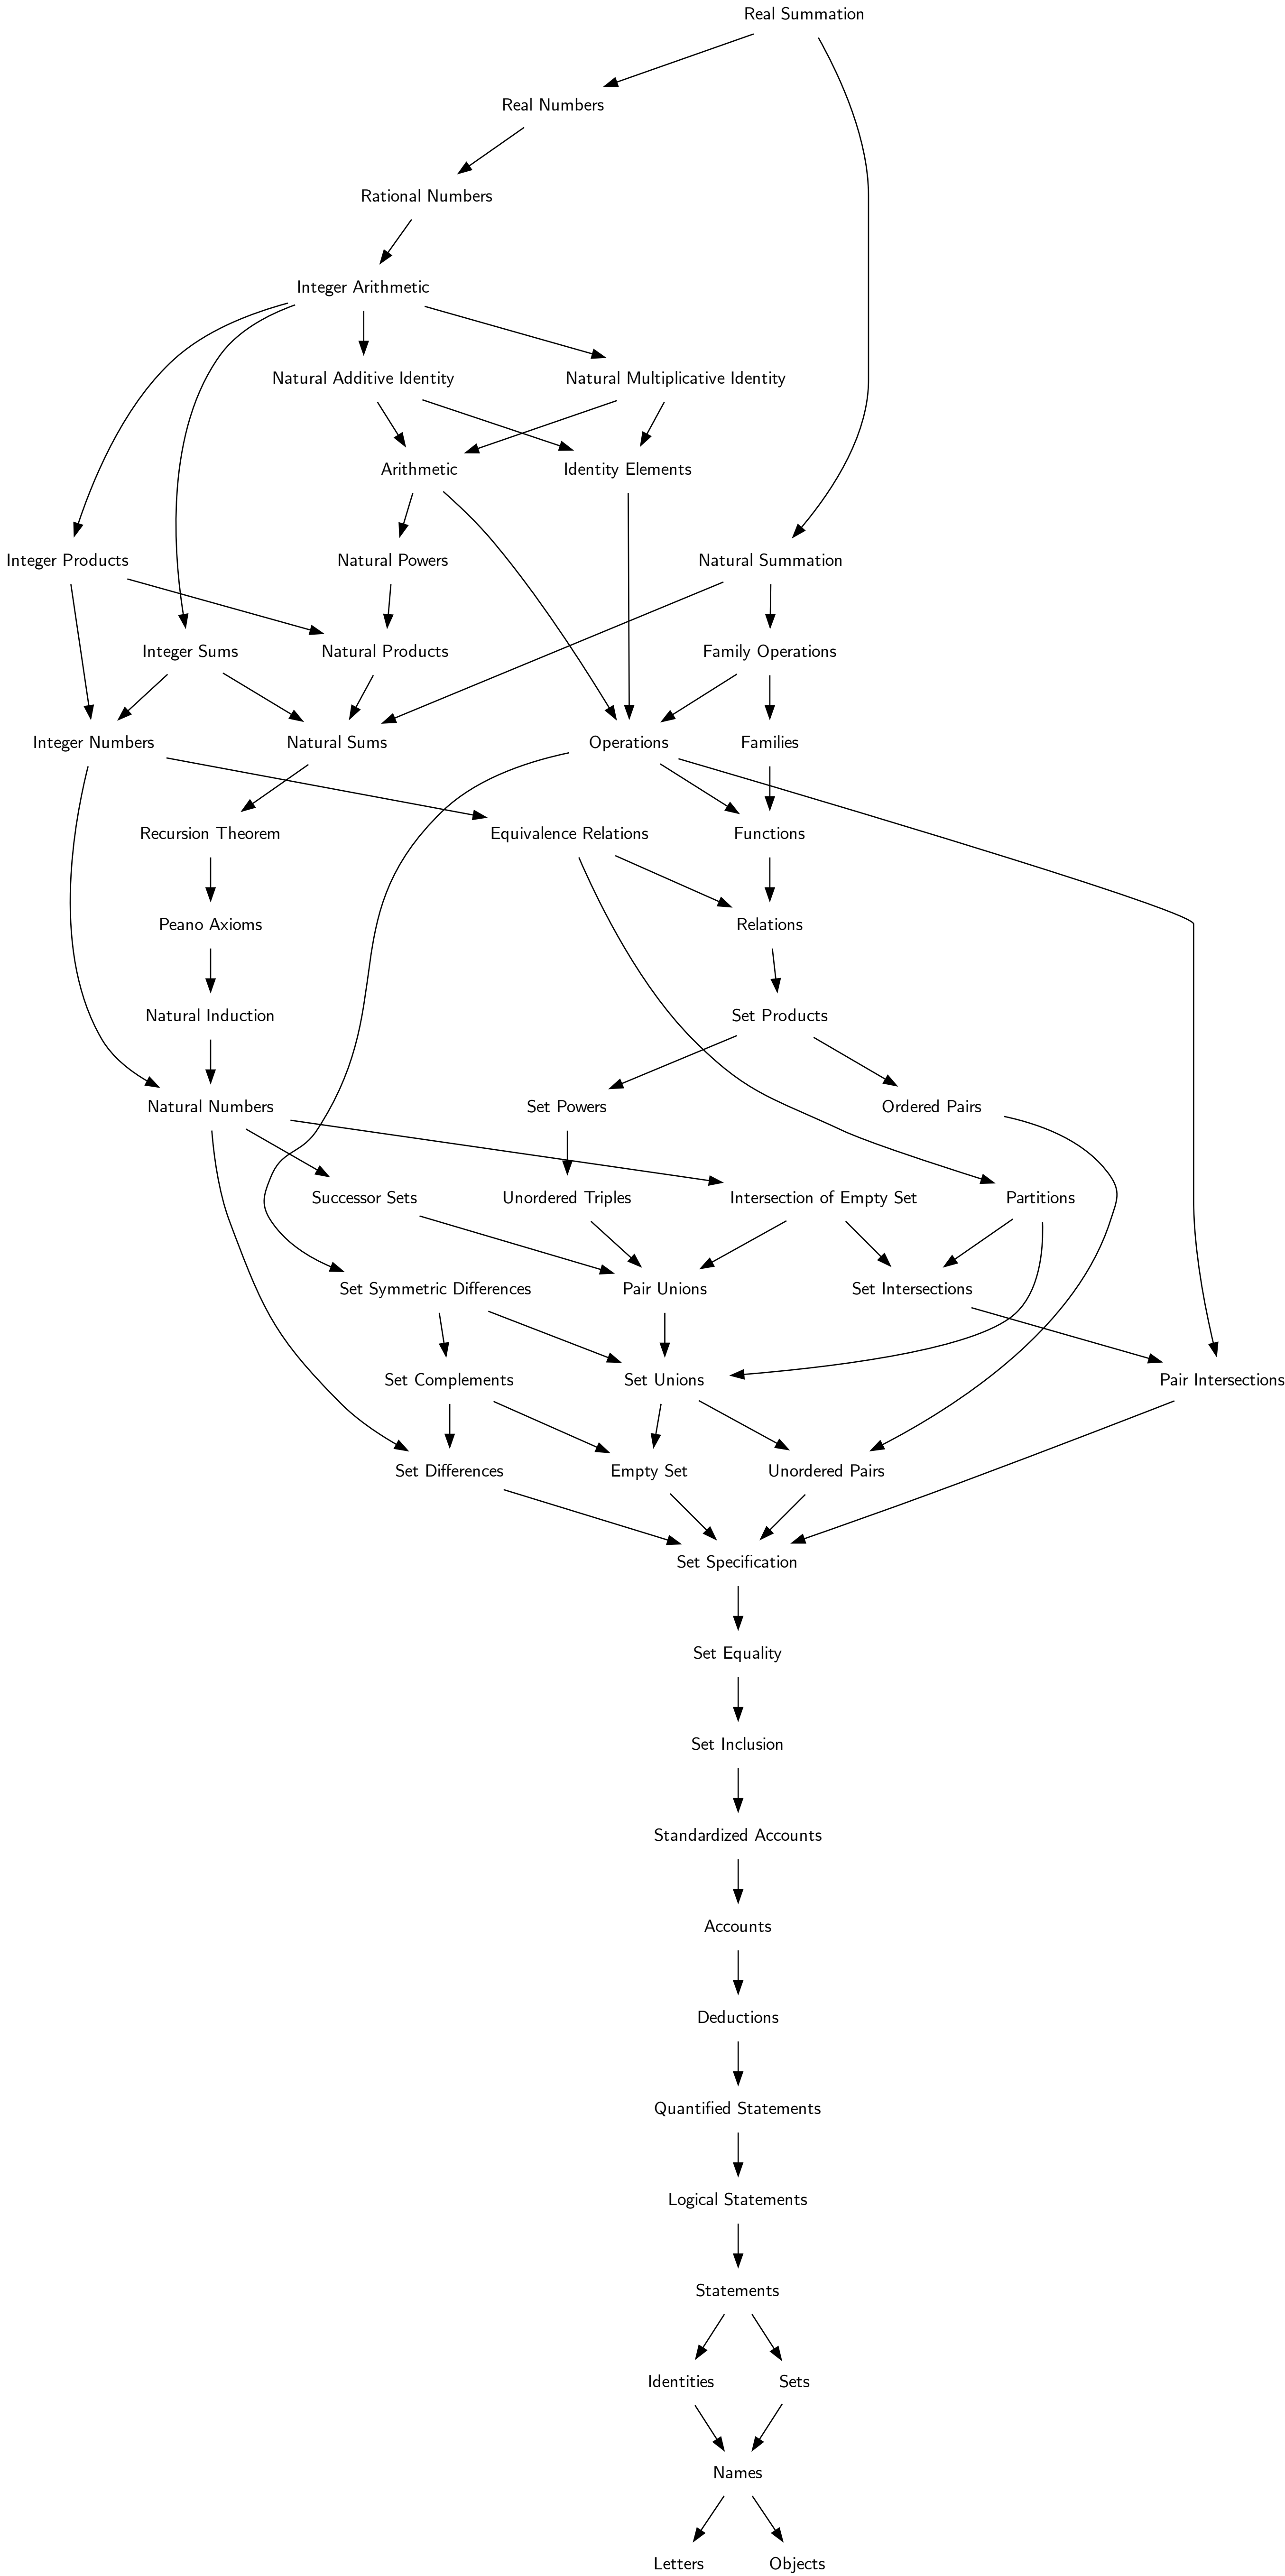 Real Summation
Real Numbers
Rational Numbers
Integer Arithmetic
Natural Additive Identity
Natural Multiplicative Identity
Arithmetic
Identity Elements
Integer Products
Natural Powers
Natural Summation
Integer Sums
Natural Products
Family Operations
Integer Numbers
Natural Sums
Operations
Families
Recursion Theorem
Equivalence Relations
Functions
Peano Axioms
Relations
Natural Induction
Set Products
Natural Numbers
Set Powers
Ordered Pairs
Successor Sets
Unordered Triples
Intersection of Empty Set
Partitions
Set Symmetric Differences
Pair Unions
Set Intersections
Set Complements
Set Unions
Pair Intersections
Set Differences
Empty Set
Unordered Pairs
Set Specification
Set Equality
Set Inclusion
Standardized Accounts
Accounts
Deductions
Quantified Statements
Logical Statements
Statements
Identities
Sets
Names
Letters
Objects